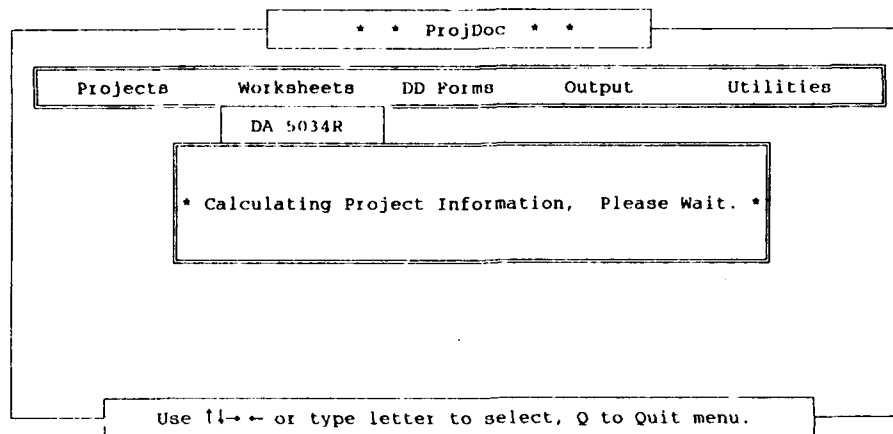 * * ProjDoc * *
Projects Worksheets DD Forms Output Utilities
DA 5034R
* Calculating Project Information, Please Wait. *
Use ↑↓→ ← or type letter to select, Q to Quit menu.